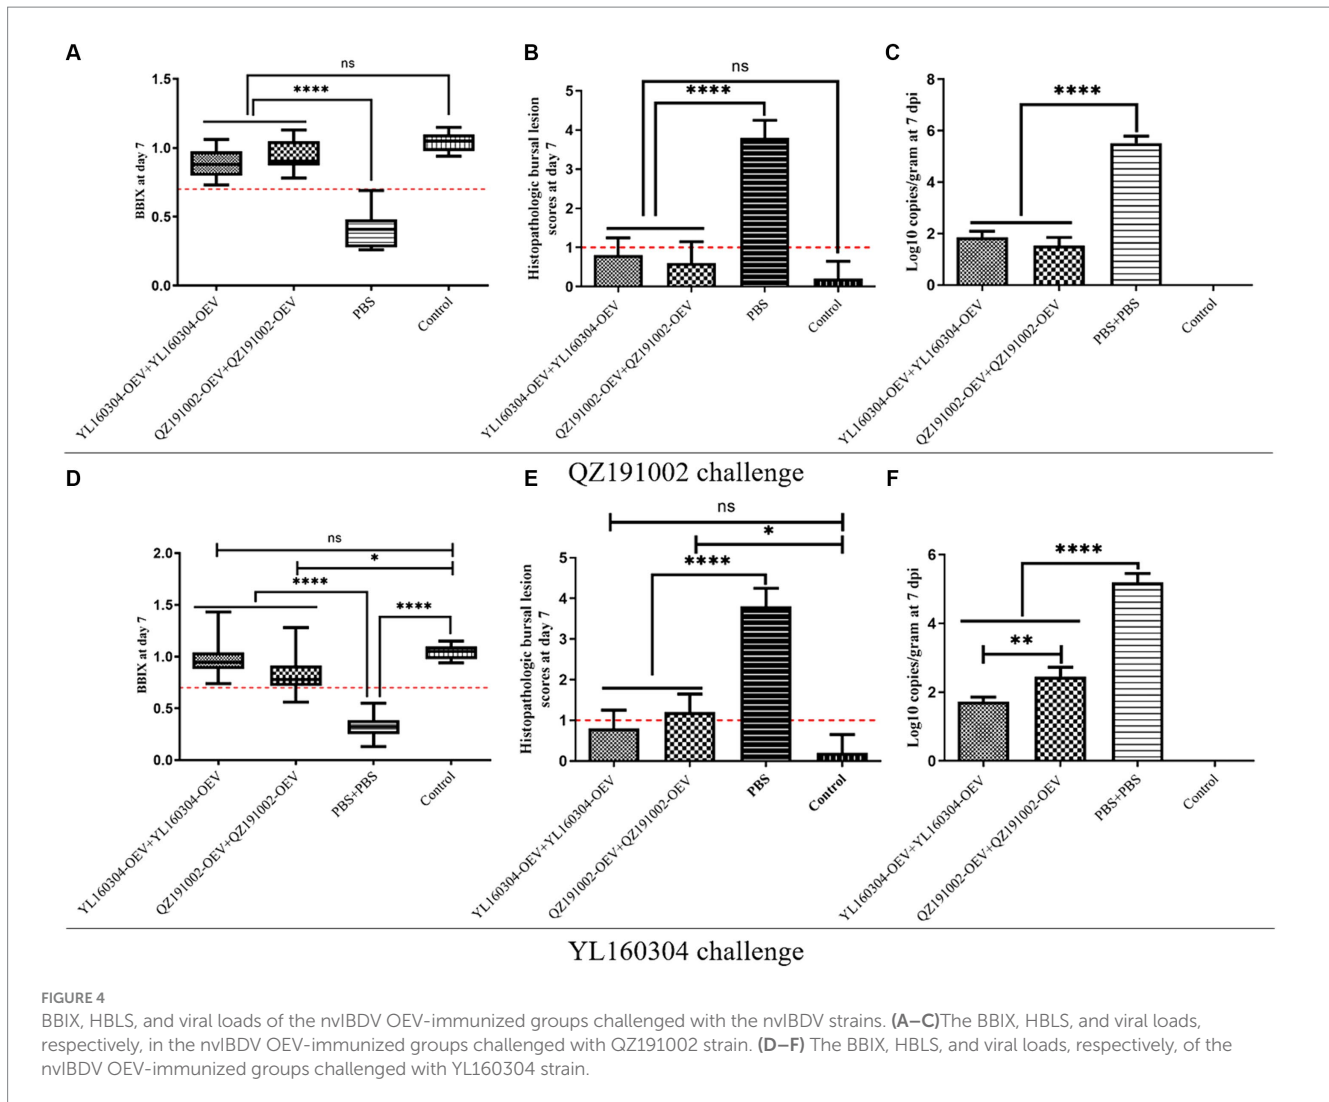 A
B
C
ns
****
1.5
1.0
0.5
0.0
BBIX at day 7
YL160304-OEV+YL160304-OEV
QZ191002-OEV+QZ191002-OEV
PBS
Control
ns
****
5
4
3
2
1
0
Histopathologic bursal lesion
scores at day 7
YL160304-OEV+YL160304-OEV
QZ191002-OEV+QZ191002-OEV
PBS
Control
****
8
6
4
2
0
Log10 copies/gram at 7 dpi
YL160304-OEV+YL160304-OEV
QZ191002-OEV+QZ191002-OEV
PBS+PBS
Control
QZ191002 challenge
D
E
F
ns
*
****
****
2.0
1.5
1.0
0.5
0.0
BBIX at day 7
YL160304-OEV+YL160304-OEV
QZ191002-OEV+QZ191002-OEV
PBS+PBS
Control
ns
*
****
5
4
3
2
1
0
Histopathologic bursal lesion
scores at day 7
YL160304-OEV+YL160304-OEV
QZ191002-OEV+QZ191002-OEV
PBS
Control
****
**
6
4
2
0
Log10 copies/gram at 7 dpi
YL160304-OEV+YL160304-OEV
QZ191002-OEV+QZ191002-OEV
PBS+PBS
Control
YL160304 challenge
FIGURE 4
BBIX, HBLS, and viral loads of the nvIBDV OEV-immunized groups challenged with the nvIBDV strains. (A–C)The BBIX, HBLS, and viral loads,
respectively, in the nvIBDV OEV-immunized groups challenged with QZ191002 strain. (D–F) The BBIX, HBLS, and viral loads, respectively, of the
nvIBDV OEV-immunized groups challenged with YL160304 strain.